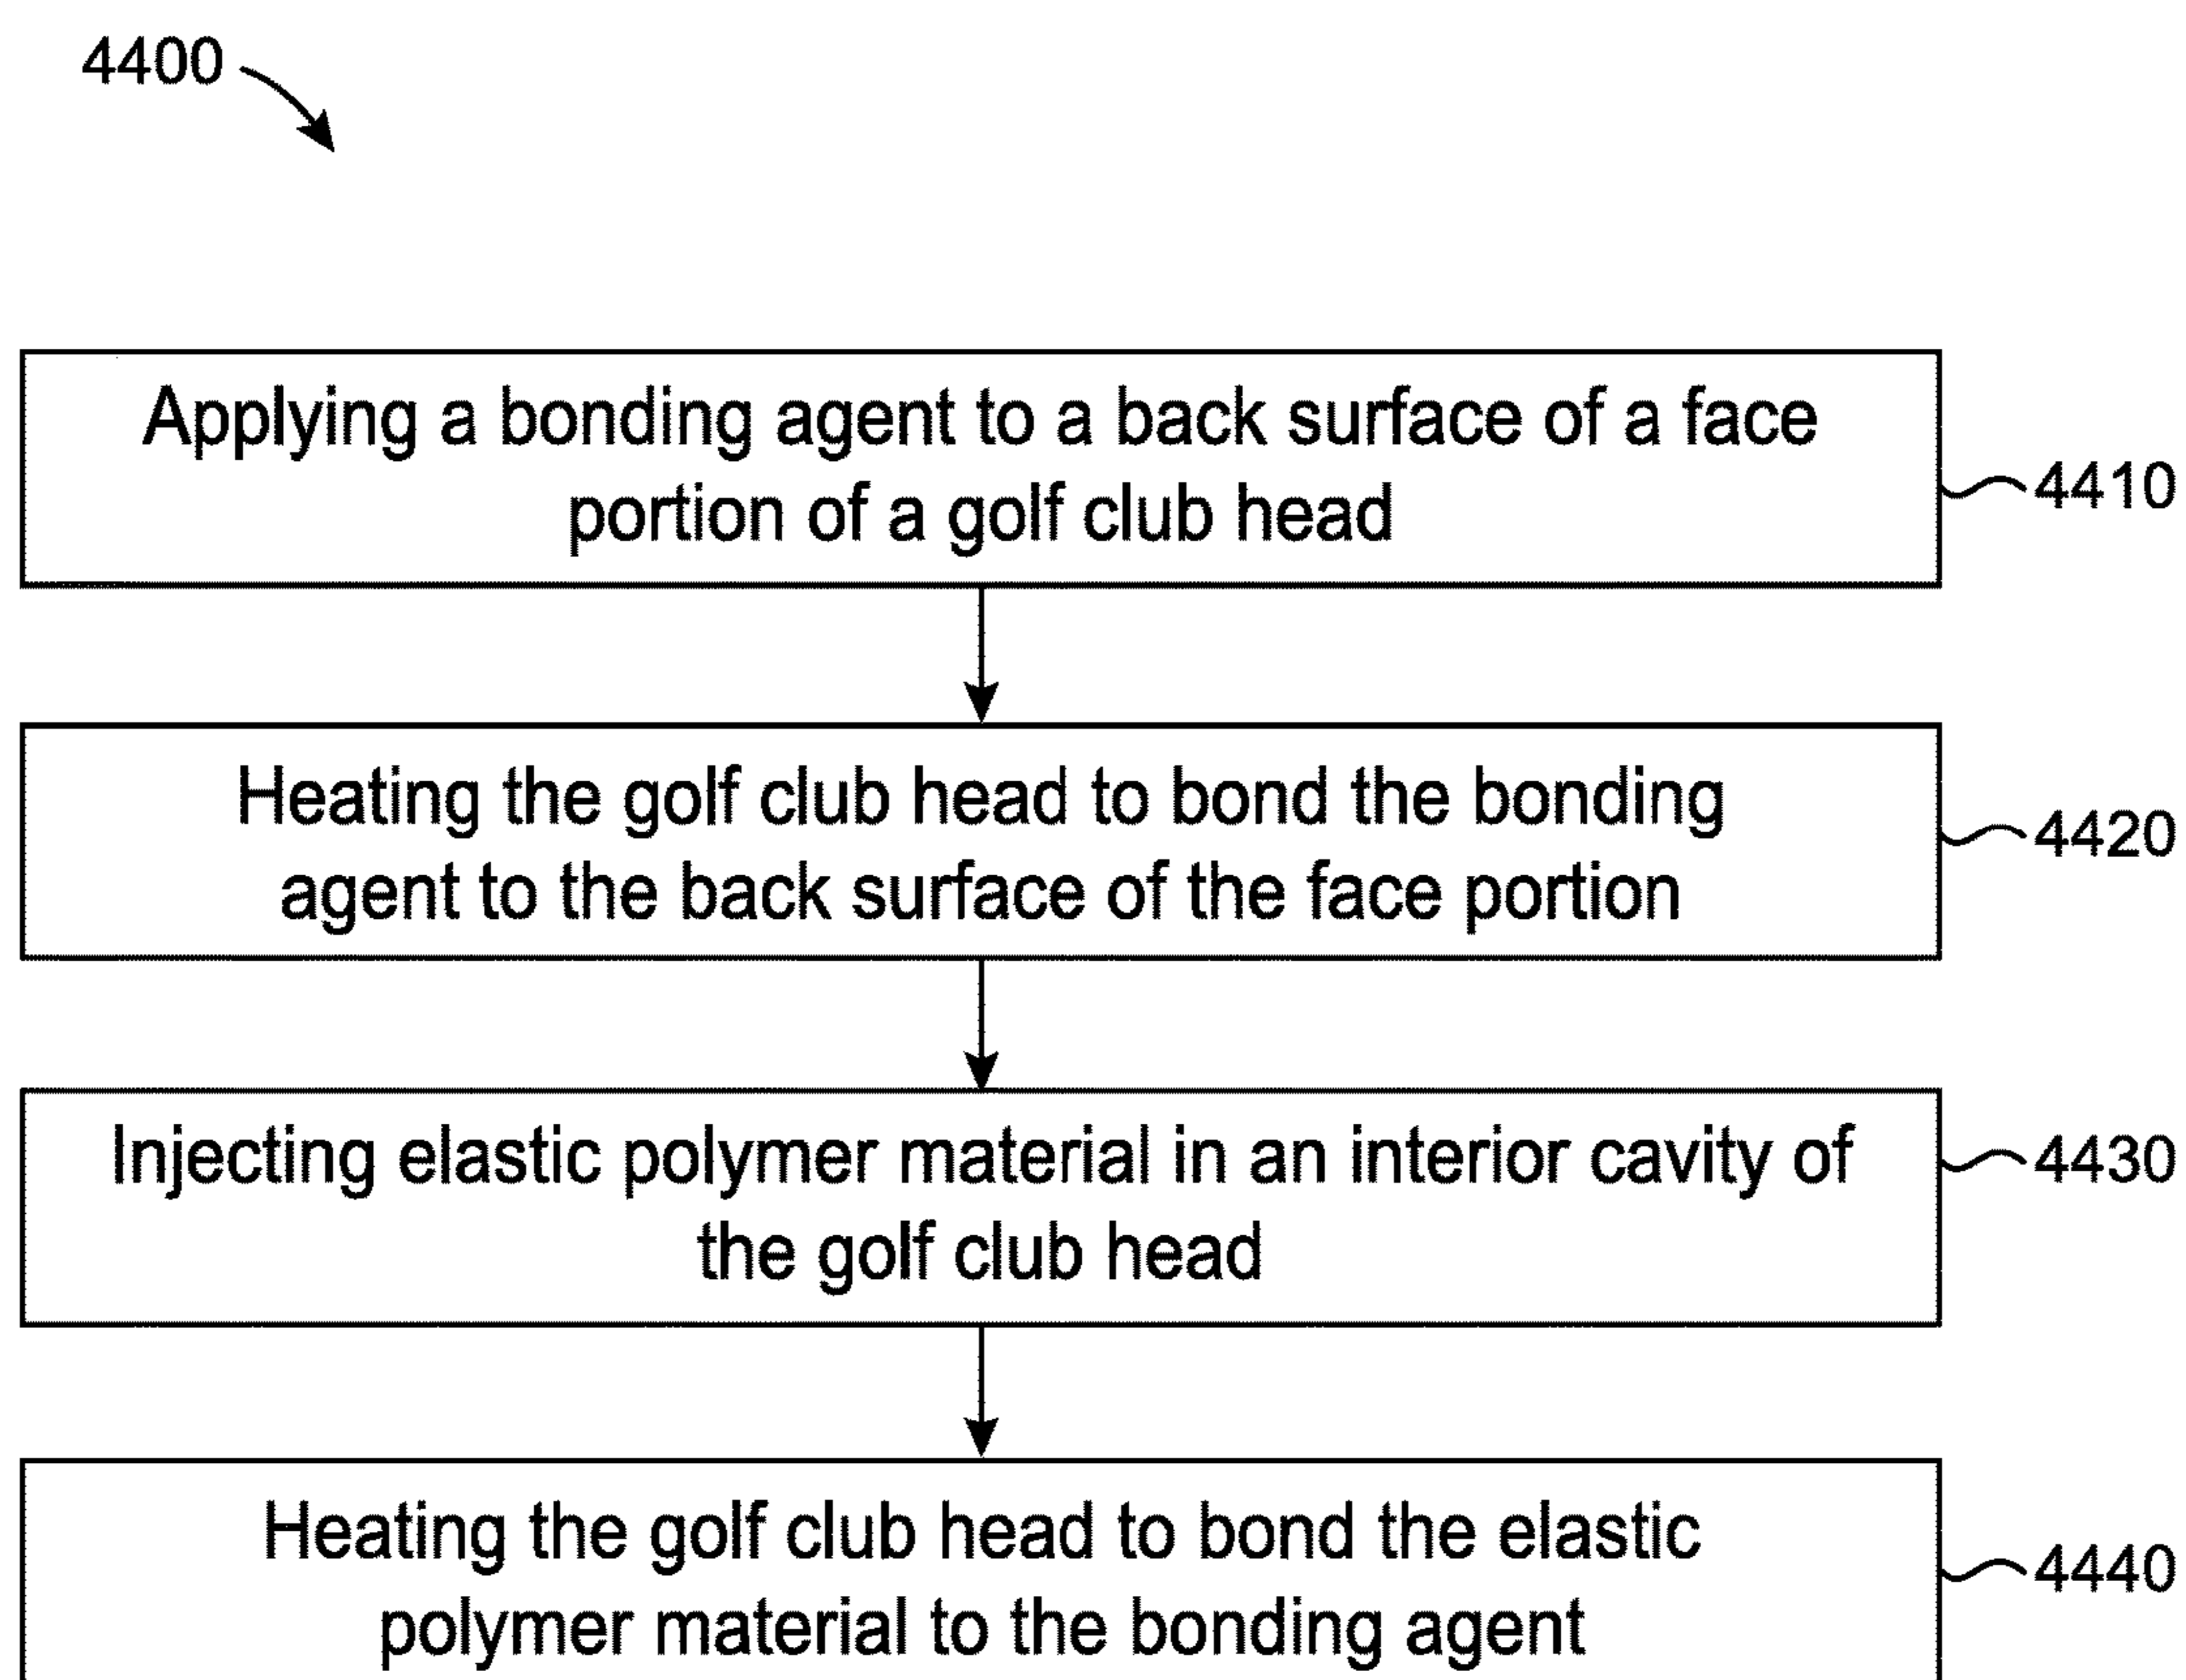 4400
Applying a bonding agent to a back surface of a face
portion of a golf club head
4410
Heating the golf club head to bond the bonding
agent to the back surface of the face portion
4420
Injecting elastic polymer material in an interior cavity of
the golf club head
4430
Heating the golf club head to bond the elastic
polymer material to the bonding agent
4440